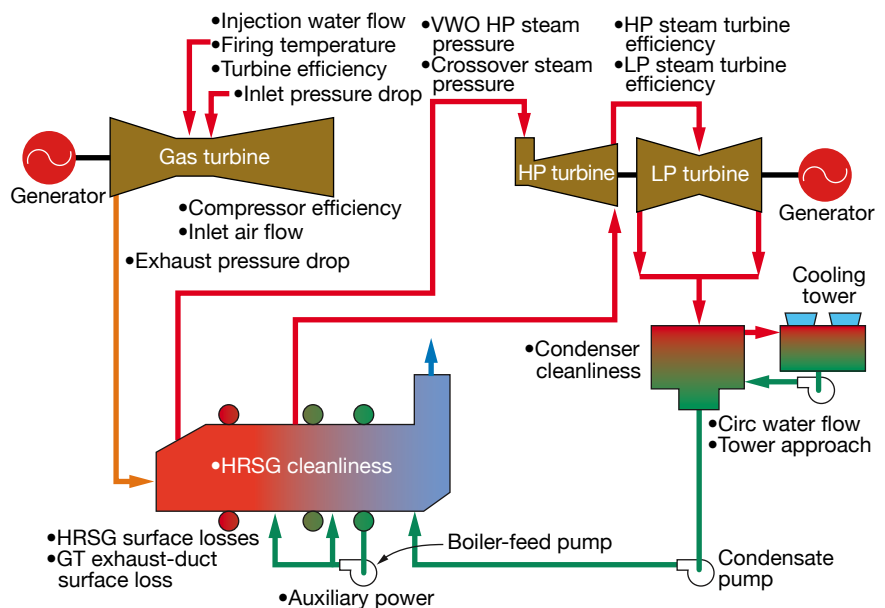 •Injection water flow
•Firing temperature
•Turbine efficiency
•Inlet pressure drop
•VWO HP steam
pressure
•Crossover steam
pressure
•HP steam turbine
efficiency
•LP steam turbine
efficiency
Gas turbine
Generator
•Compressor efficiency
•Inlet air flow
•Exhaust pressure drop
HP turbine
LP turbine
Generator
Cooling
tower
•Condenser
cleanliness
•Circ water flow
•Tower approach
•HRSG cleanliness
•HRSG surface losses
•GT exhaust-duct
surface loss
Boiler-feed pump
•Auxiliary power
Condensate
pump